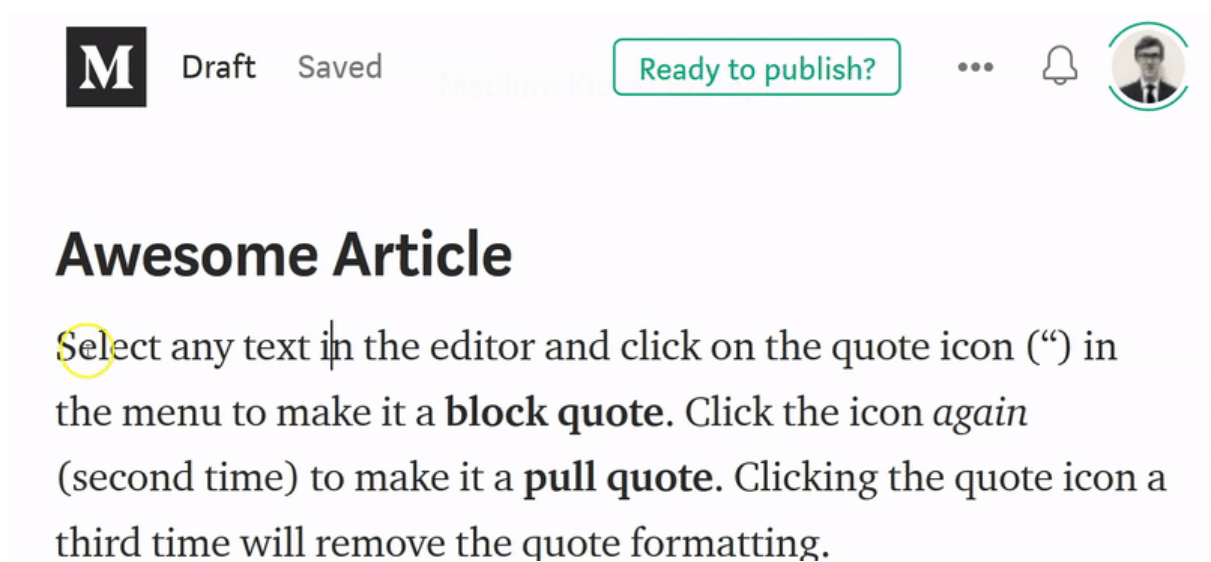 M Draft Saved Ready to publish? •••
Awesome Article
Select any text in the editor and click on the quote icon (“) in
the menu to make it a block quote. Click the icon again
(second time) to make it a pull quote. Clicking the quote icon a
third time will remove the quote formatting.